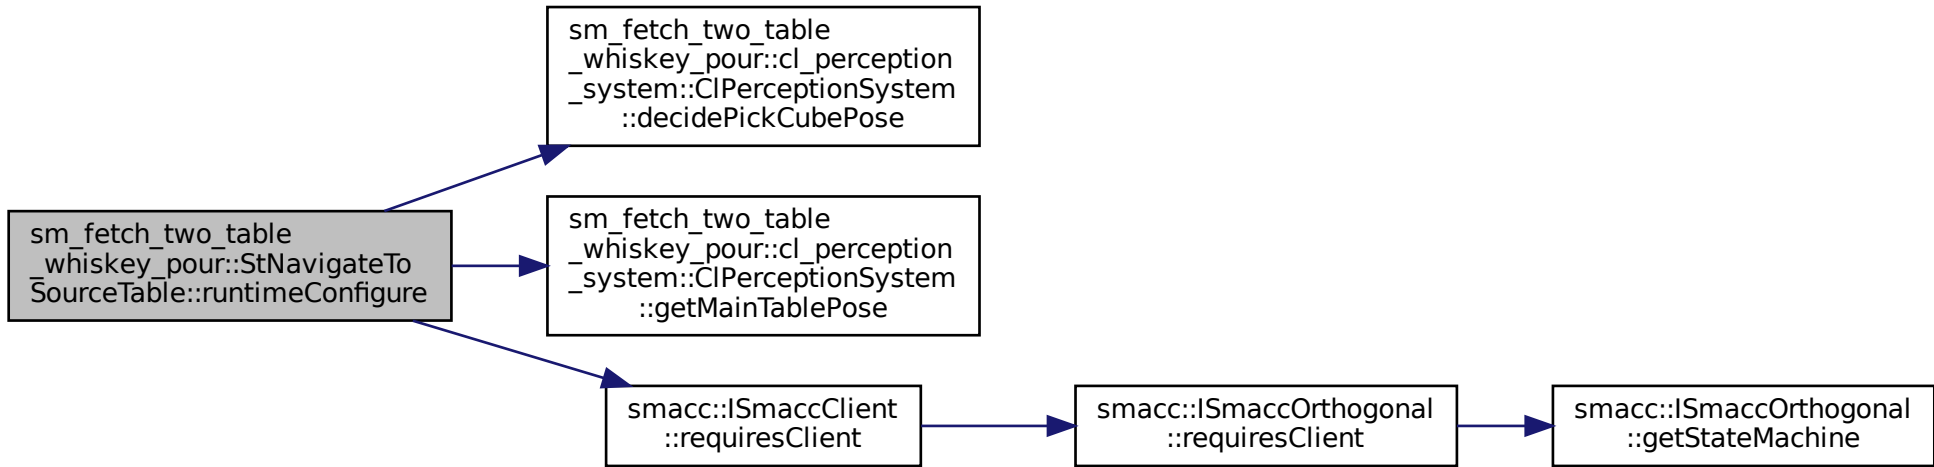 sm_fetch_two_table
_whiskey_pour::cl_perception
_system::ClPerceptionSystem
::decidePickCubePose
sm_fetch_two_table
_whiskey_pour::StNavigateTo
SourceTable::runtimeConfigure
sm_fetch_two_table
_whiskey_pour::cl_perception
_system::ClPerceptionSystem
::getMainTablePose
smacc::ISmaccClient
::requiresClient
smacc::ISmaccOrthogonal
::requiresClient
smacc::ISmaccOrthogonal
::getStateMachine